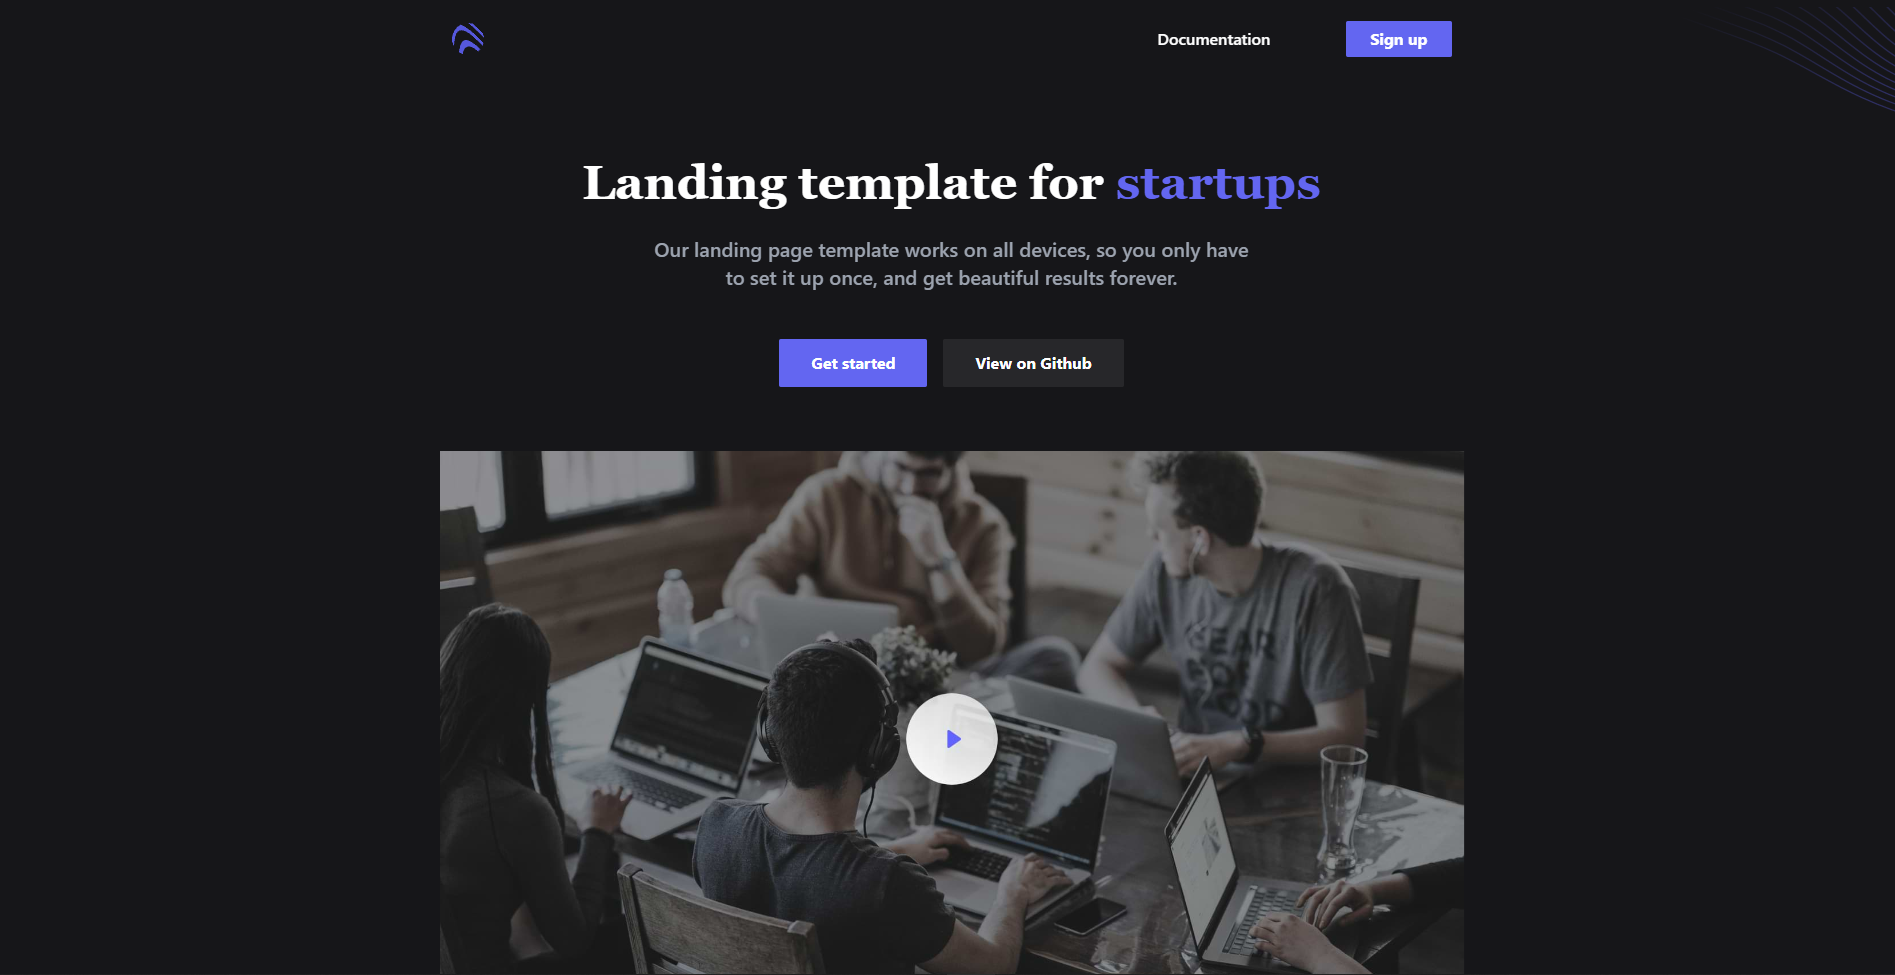 Documentation
Sign up
Landing template for startups
Our landing page template works on all devices, so you only have
to set it up once, and get beautiful results forever.
Get started
View on Github